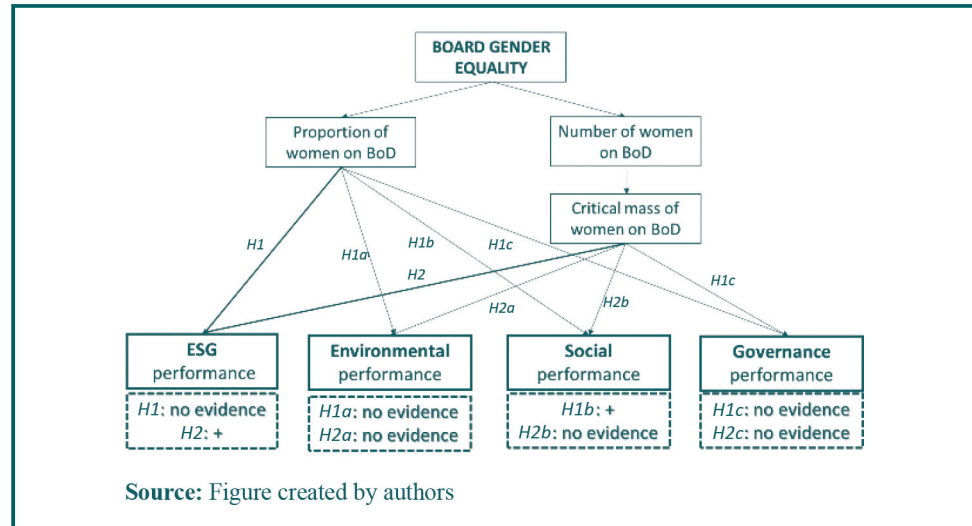 BOARD GENDER
EQUALITY
Proportion of
women on BoD
Number of women
on BoD
Critical mass of
women on BoD
H1
H1a
H1b
H2
H1c
H2a
H2b
H1c
ESG
performance
Environmental
performance
Social
performance
Governance
performance
H1: no evidence
H2: +
H1a: no evidence
H2a: no evidence
H1b: +
H2b: no evidence
H1c: no evidence
H2c: no evidence
Source: Figure created by authors